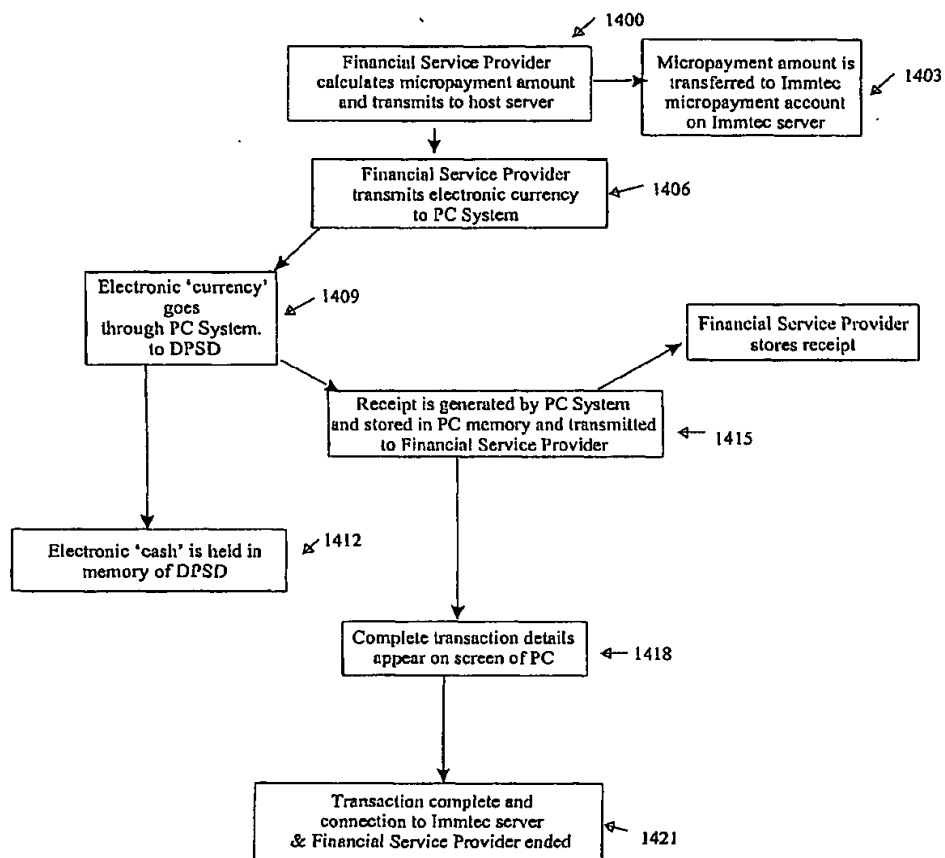 1400
Financial Service Provider
calculates micropayment amount
and transmits to host server
Micropayment amount is
transferred to Immtec
micropayment account
on Immtec server
1403
Financial Service Provider
transmits electronic currency
to PC System
1406
Electronic ‘currency’
goes
through PC System.
to DPSD
1409
Financial Service Provider
stores receipt
Receipt is generated by PC System
and stored in PC memory and transmitted
to Financial Service Provider
1415
Electronic ‘cash’ is held in
memory of DPSD
1412
Complete transaction details
appear on screen of PC
1418
Transaction complete and
connection to Immtec server
& Financial Service Provider ended
1421